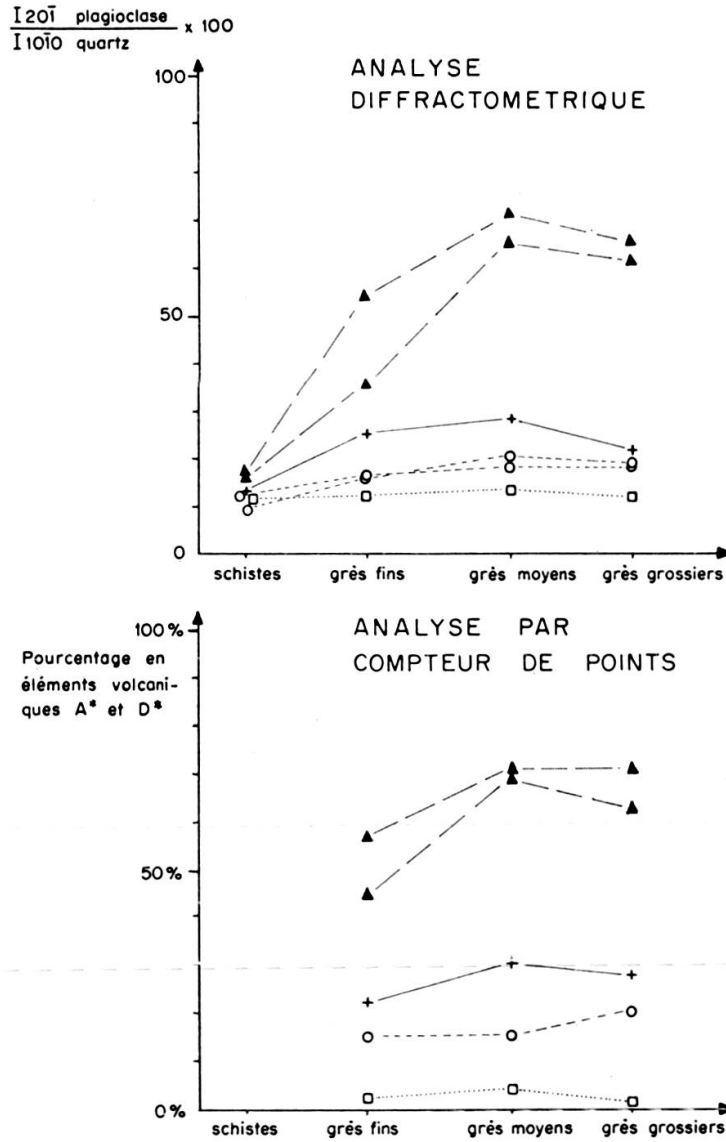 I 20Ī plagioclase
I 10Ī0 quartz
x 100
ANALYSE
DIFFRACTOMETRIQUE
100
50
0
schistes grès fins grès moyens grès grossiers
ANALYSE PAR
COMPTEUR DE POINTS
100 %
Pourcentage en
éléments volcani-
ques A* et D*
50 %
0 %
schistes grès fins grès moyens grès grossiers